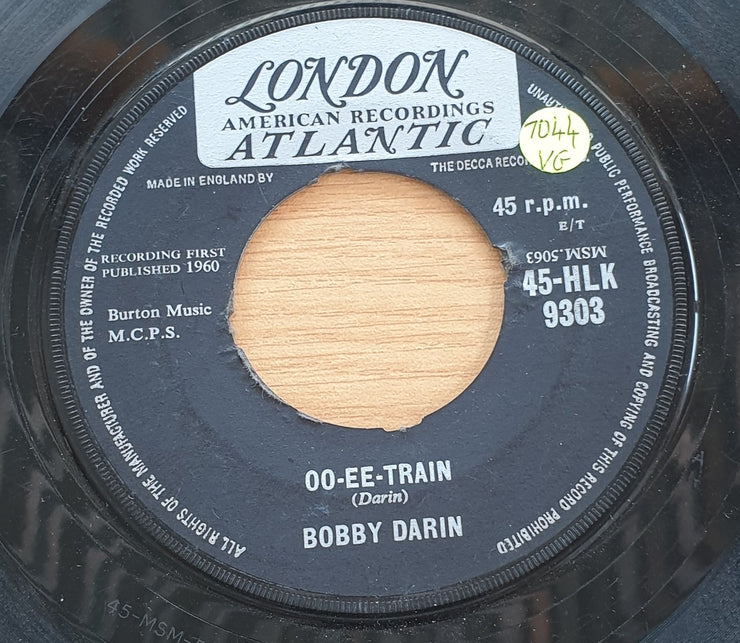 LONDON
AMERICAN RECORDINGS
ATLANTIC
7044
VG
MADE IN ENGLAND BY
THE DECCA
45 r.p.m.
E/T
RECORDING FIRST
PUBLISHED 1960
MSM.5063
45-HLK
9303
Burton Music
M.C.P.S.
OO-EE-TRAIN
(Darin)
BOBBY DARIN
ALL RIGHTS OF THE MANUFACTURER AND OF THE OWNER OF THE RECORDED WORK RESERVED
PUBLIC PERFORMANCE BROADCASTING AND COPYING OF THIS RECORD PROHIBITED
45-MSM-